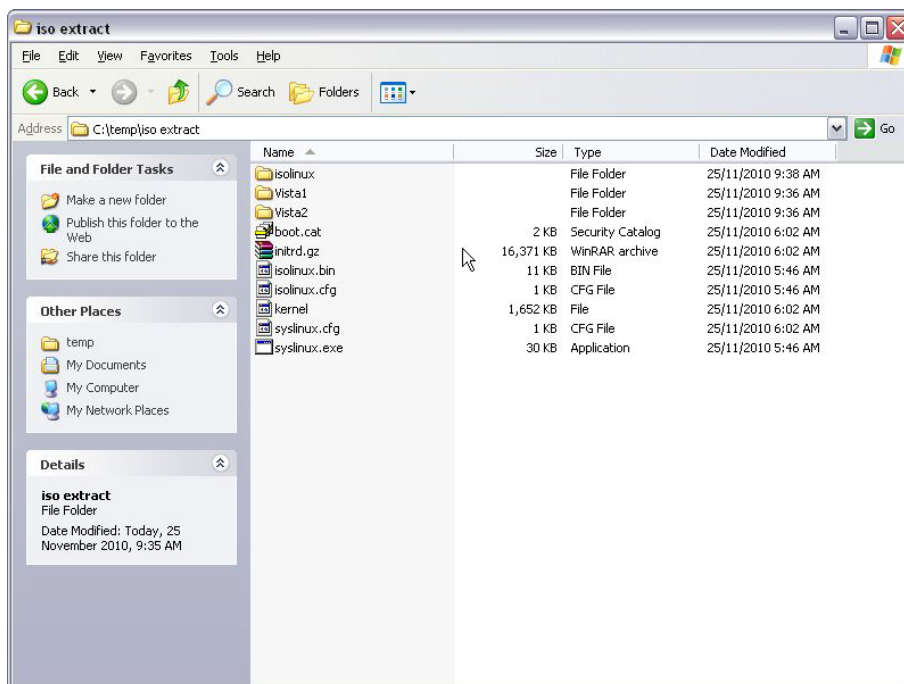 iso extract
File Edit View Favorites Tools Help
Back Search Folders
Address C:\temp\iso extract Go
File and Folder Tasks
Make a new folder
Publish this folder to the
Web
Share this folder
Other Places
temp
My Documents
My Computer
My Network Places
Details
iso extract
File Folder
Date Modified: Today, 25
November 2010, 9:35 AM
Name Size Type Date Modified
isolinux File Folder 25/11/2010 9:38 AM
Vista1 File Folder 25/11/2010 9:36 AM
Vista2 File Folder 25/11/2010 9:36 AM
boot.cat 2 KB Security Catalog 25/11/2010 6:02 AM
initrd.gz 16,371 KB WinRAR archive 25/11/2010 6:02 AM
isolinux.bin 11 KB BIN File 25/11/2010 5:46 AM
isolinux.cfg 1 KB CFG File 25/11/2010 6:02 AM
kernel 1,652 KB File 25/11/2010 6:02 AM
syslinux.cfg 1 KB CFG File 25/11/2010 6:02 AM
syslinux.exe 30 KB Application 25/11/2010 5:46 AM